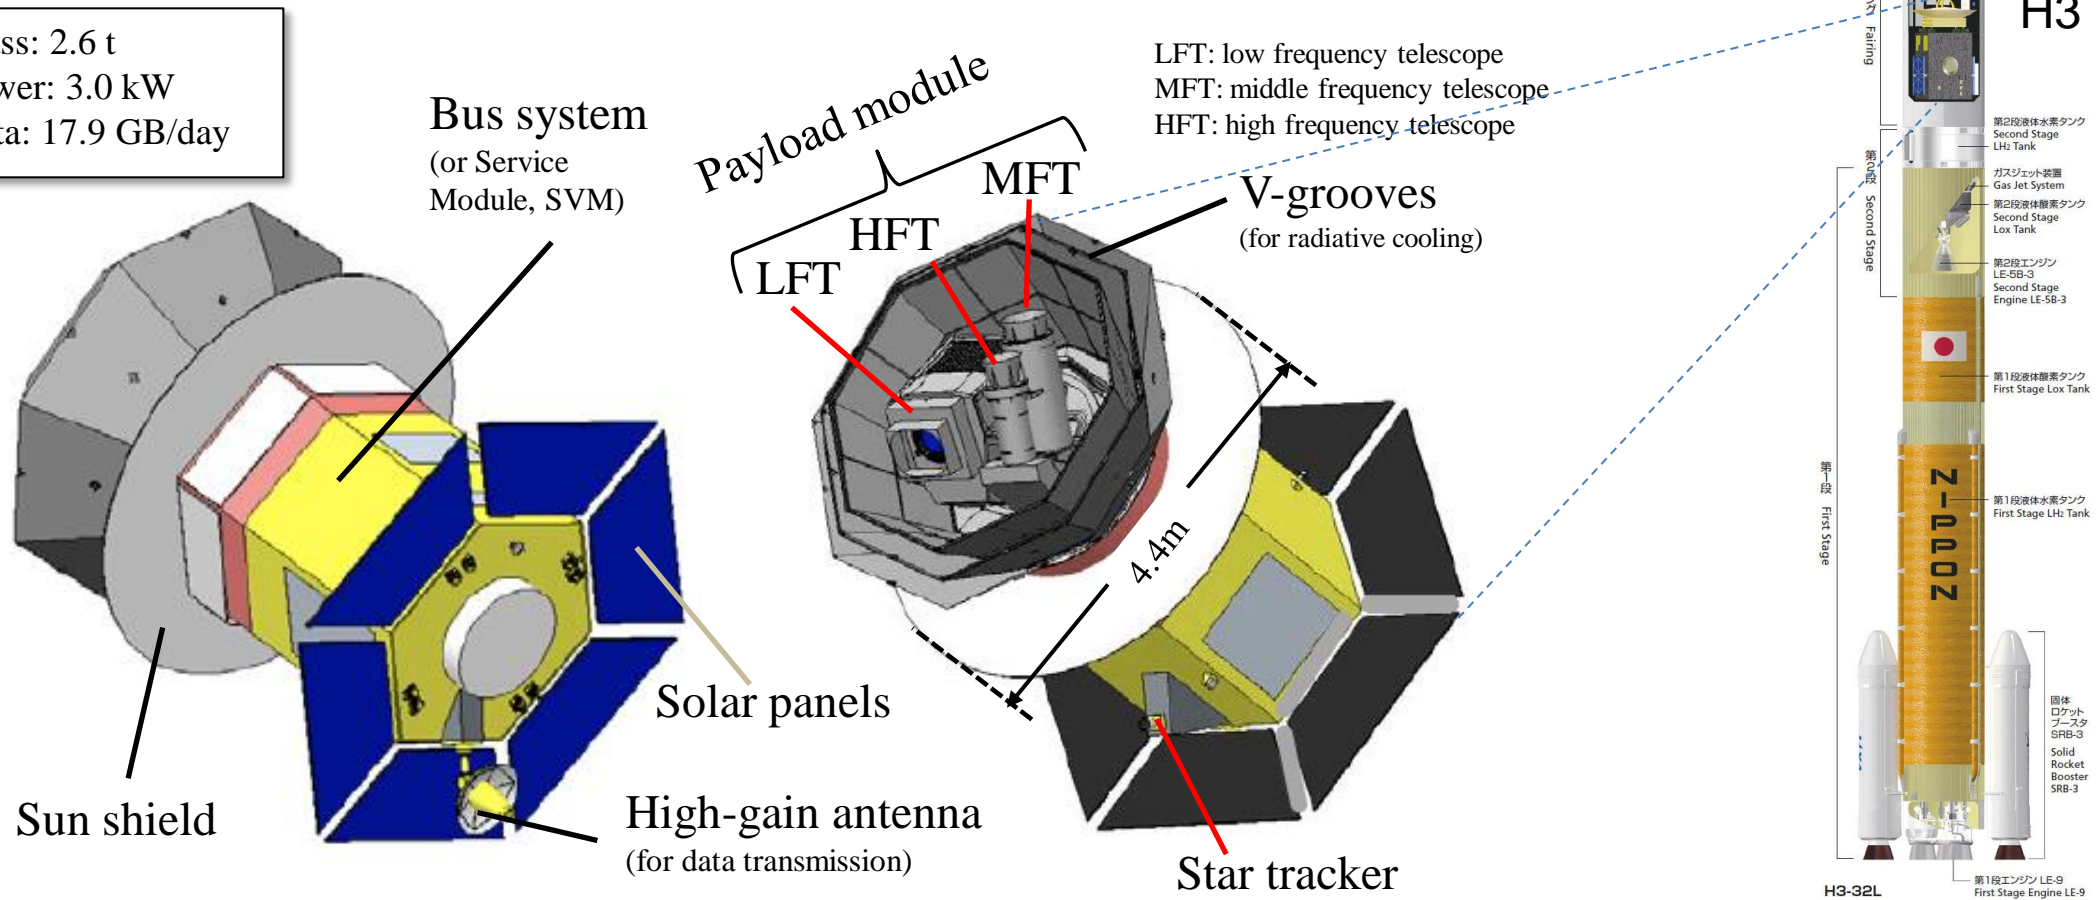 ss: 2.6 t
wer: 3.0 kW
ta: 17.9 GB/day
Bus system
(or Service
Module, SVM)
Payload module
LFT
HFT
MFT
LFT: low frequency telescope
MFT: middle frequency telescope
HFT: high frequency telescope
V-grooves
(for radiative cooling)
4.4m
Sun shield
Solar panels
High-gain antenna
(for data transmission)
Star tracker
H3
グ Fairing
第2段液体水素タンク
Second Stage
LH2 Tank
ガスジェット装置
Gas Jet System
第2段液体酸素タンク
Second Stage
Lox Tank
第2段エンジン
LE-5B-3
Second Stage
Engine LE-5B-3
第2段 Second Stage
第1段液体酸素タンク
First Stage Lox Tank
第1段液体水素タンク
First Stage LH2 Tank
第1段 First Stage
NIPPON
固体
ロケット
ブースタ
SRB-3
Solid
Rocket
Booster
SRB-3
第1段エンジン LE-9
First Stage Engine LE-9
H3-32L